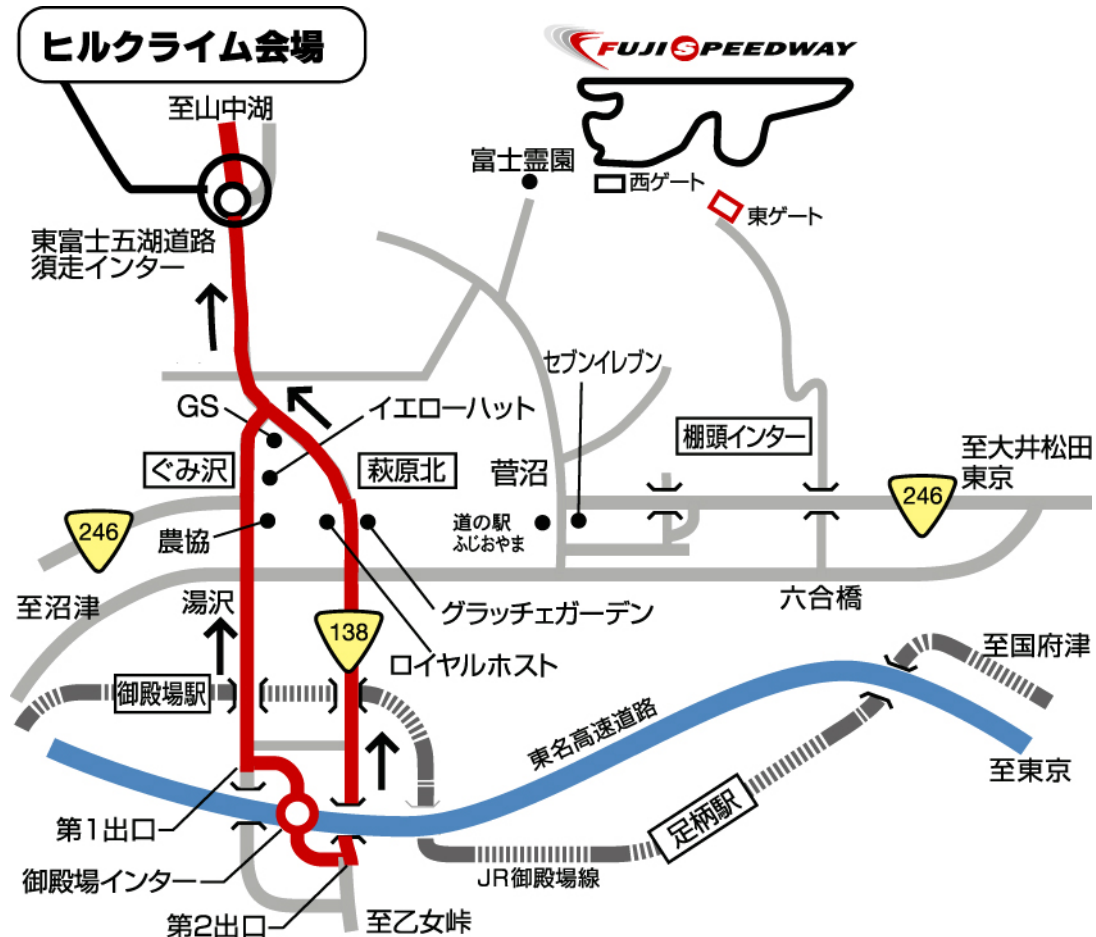 ヒルクライム会場
FUJI SPEEDWAY
至山中湖
富士霊園
西ゲート
東ゲート
東富士五湖道路
須走インター
セブンイレブン
GS
イエローハット
棚頭インター
ぐみ沢
萩原北
菅沼
至大井松田
東京
246
246
道の駅
ふじおやま
農協
至沼津
湯沢
138
グラッチェガーデン
六合橋
ロイヤルホスト
至国府津
御殿場駅
東名高速道路
至東京
第1出口
足柄駅
御殿場インター
JR御殿場線
第2出口
至乙女峠